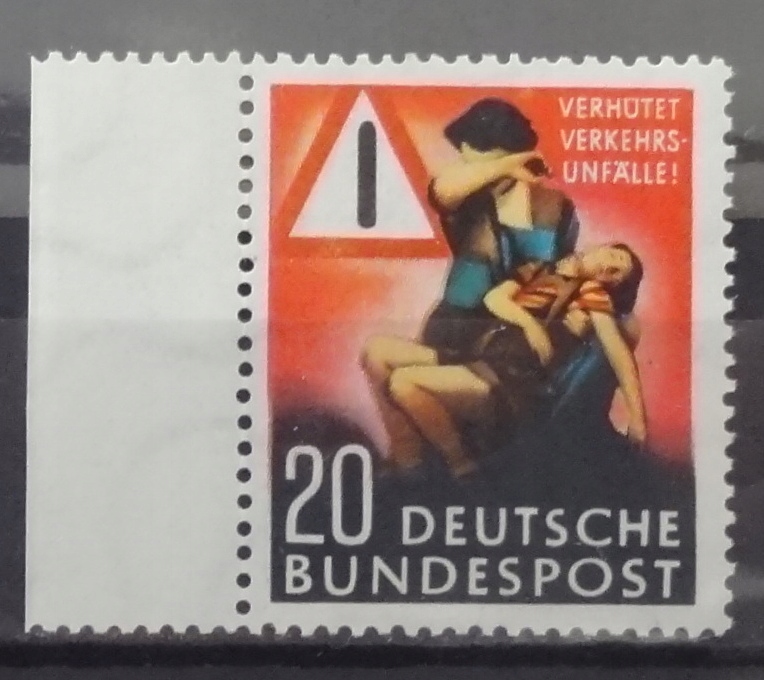 VERHÜTET
VERKEHRS-
UNFÄLLE!
20 DEUTSCHE
BUNDESPOST